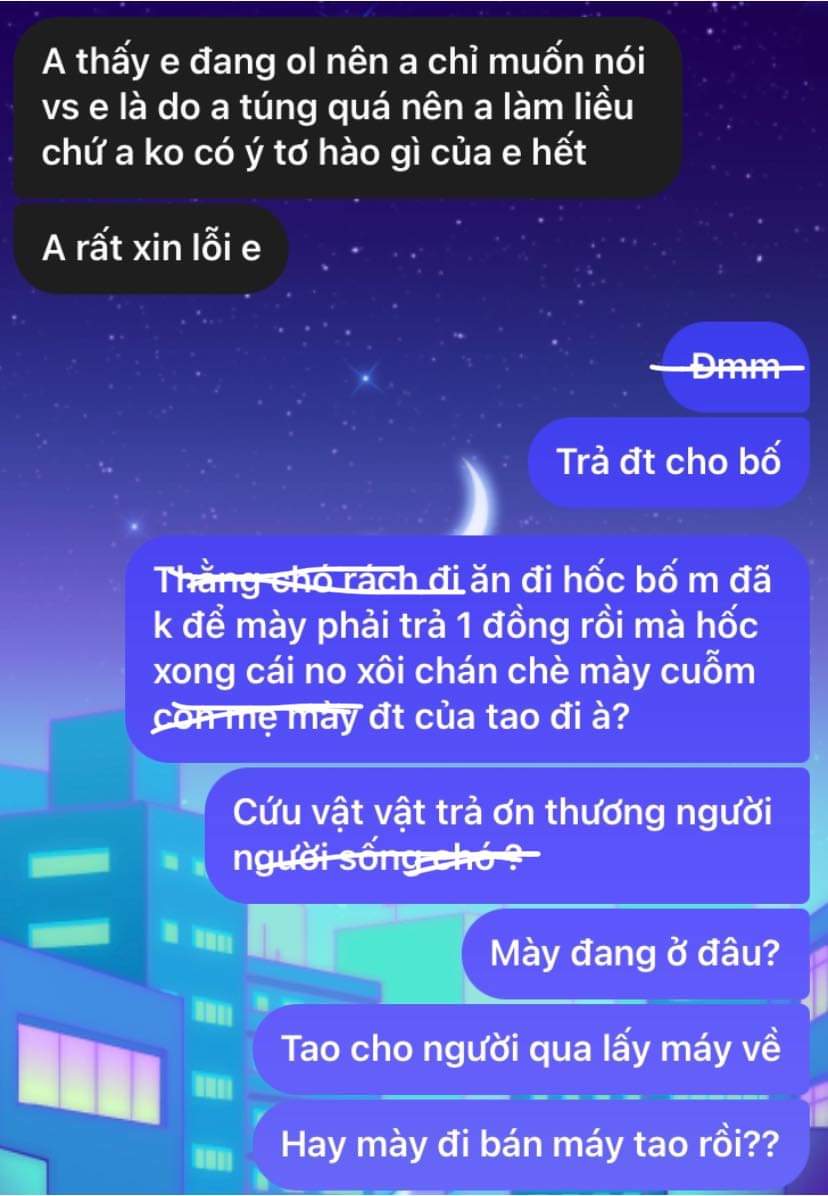 A thấy e đang ol nên a chỉ muốn nói
vs e là do a túng quá nên a làm liều
chứ a ko có ý tơ hào gì của e hết
A rất xin lỗi e
Đmm
Trả đt cho bố
Thằng chó rách đi ăn đi hốc bố m đã
k để mày phải trả 1 đồng rồi mà hốc
xong cái no xôi chán chè mày cuỗm
con mẹ mày đt của tao đi à?
Cứu vật vật trả ơn thương người
người sống chó ?
Mày đang ở đâu?
Tao cho người qua lấy máy về
Hay mày đi bán máy tao rồi??